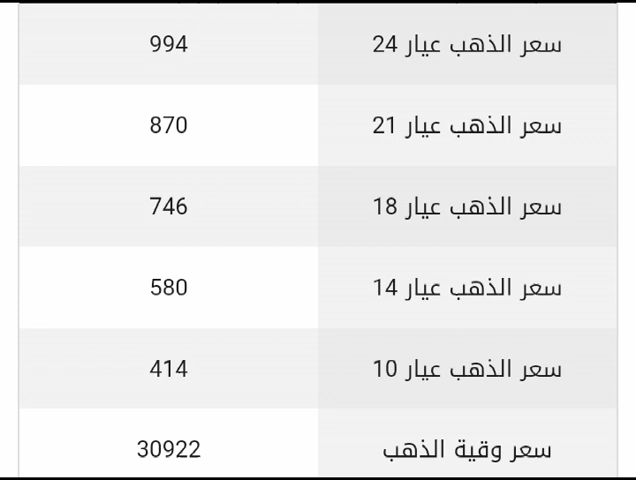 سعر الذهب عيار 24 994
سعر الذهب عيار 21 870
سعر الذهب عيار 18 746
سعر الذهب عيار 14 580
سعر الذهب عيار 10 414
سعر وقية الذهب 30922